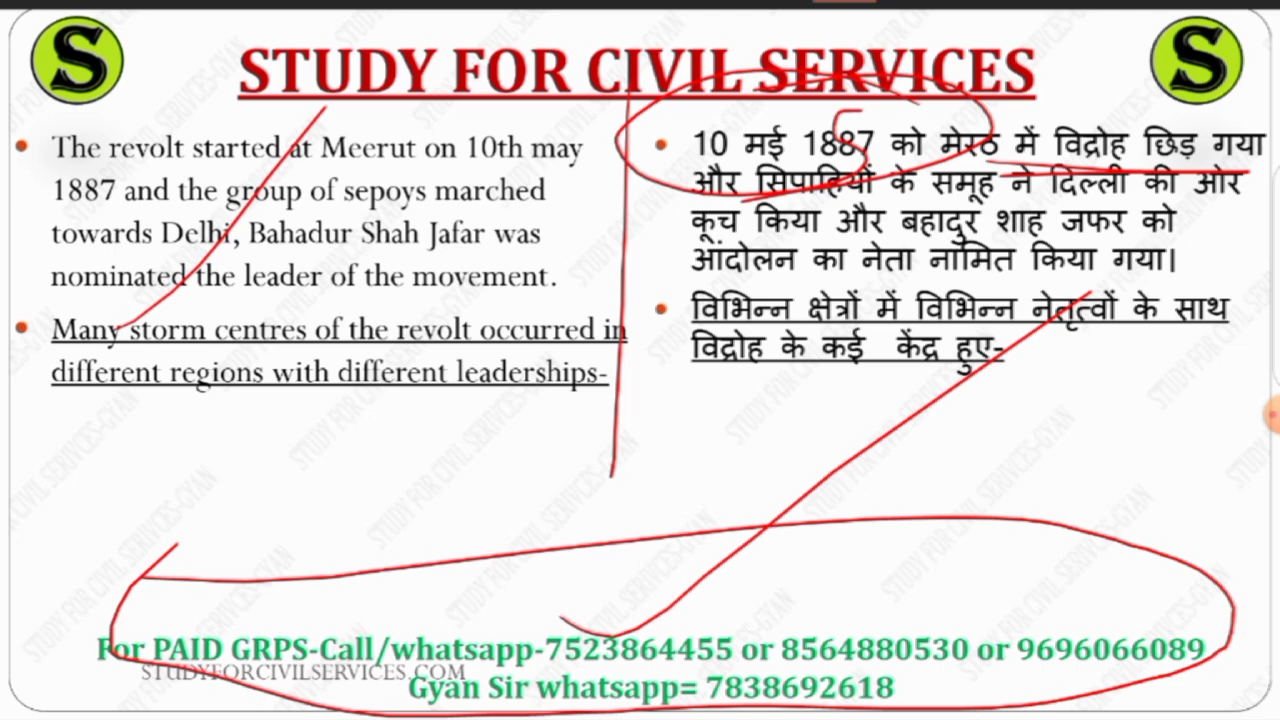 S
STUDY FOR CIVIL SERVICES
S
• The revolt started at Meerut on 10th may
1887 and the group of sepoys marched
towards Delhi, Bahadur Shah Jafar was
nominated the leader of the movement.
• Many storm centres of the revolt occurred in
different regions with different leaderships-
• 10 मई 1887 को मेरठ में विद्रोह छिड़ गया
और सिपाहियों के समूह ने दिल्ली की ओर
कूच किया और बहादुर शाह जफर को
आंदोलन का नेता नामित किया गया।
• विभिन्न क्षेत्रों में विभिन्न नेतृत्वों के साथ
विद्रोह के कई केंद्र हुए-
For PAID GRPS-Call/whatsapp-7523864455 or 8564880530 or 9696066089
STUDYFORCIVILSERVICES.COM
Gyan Sir whatsapp= 7838692618